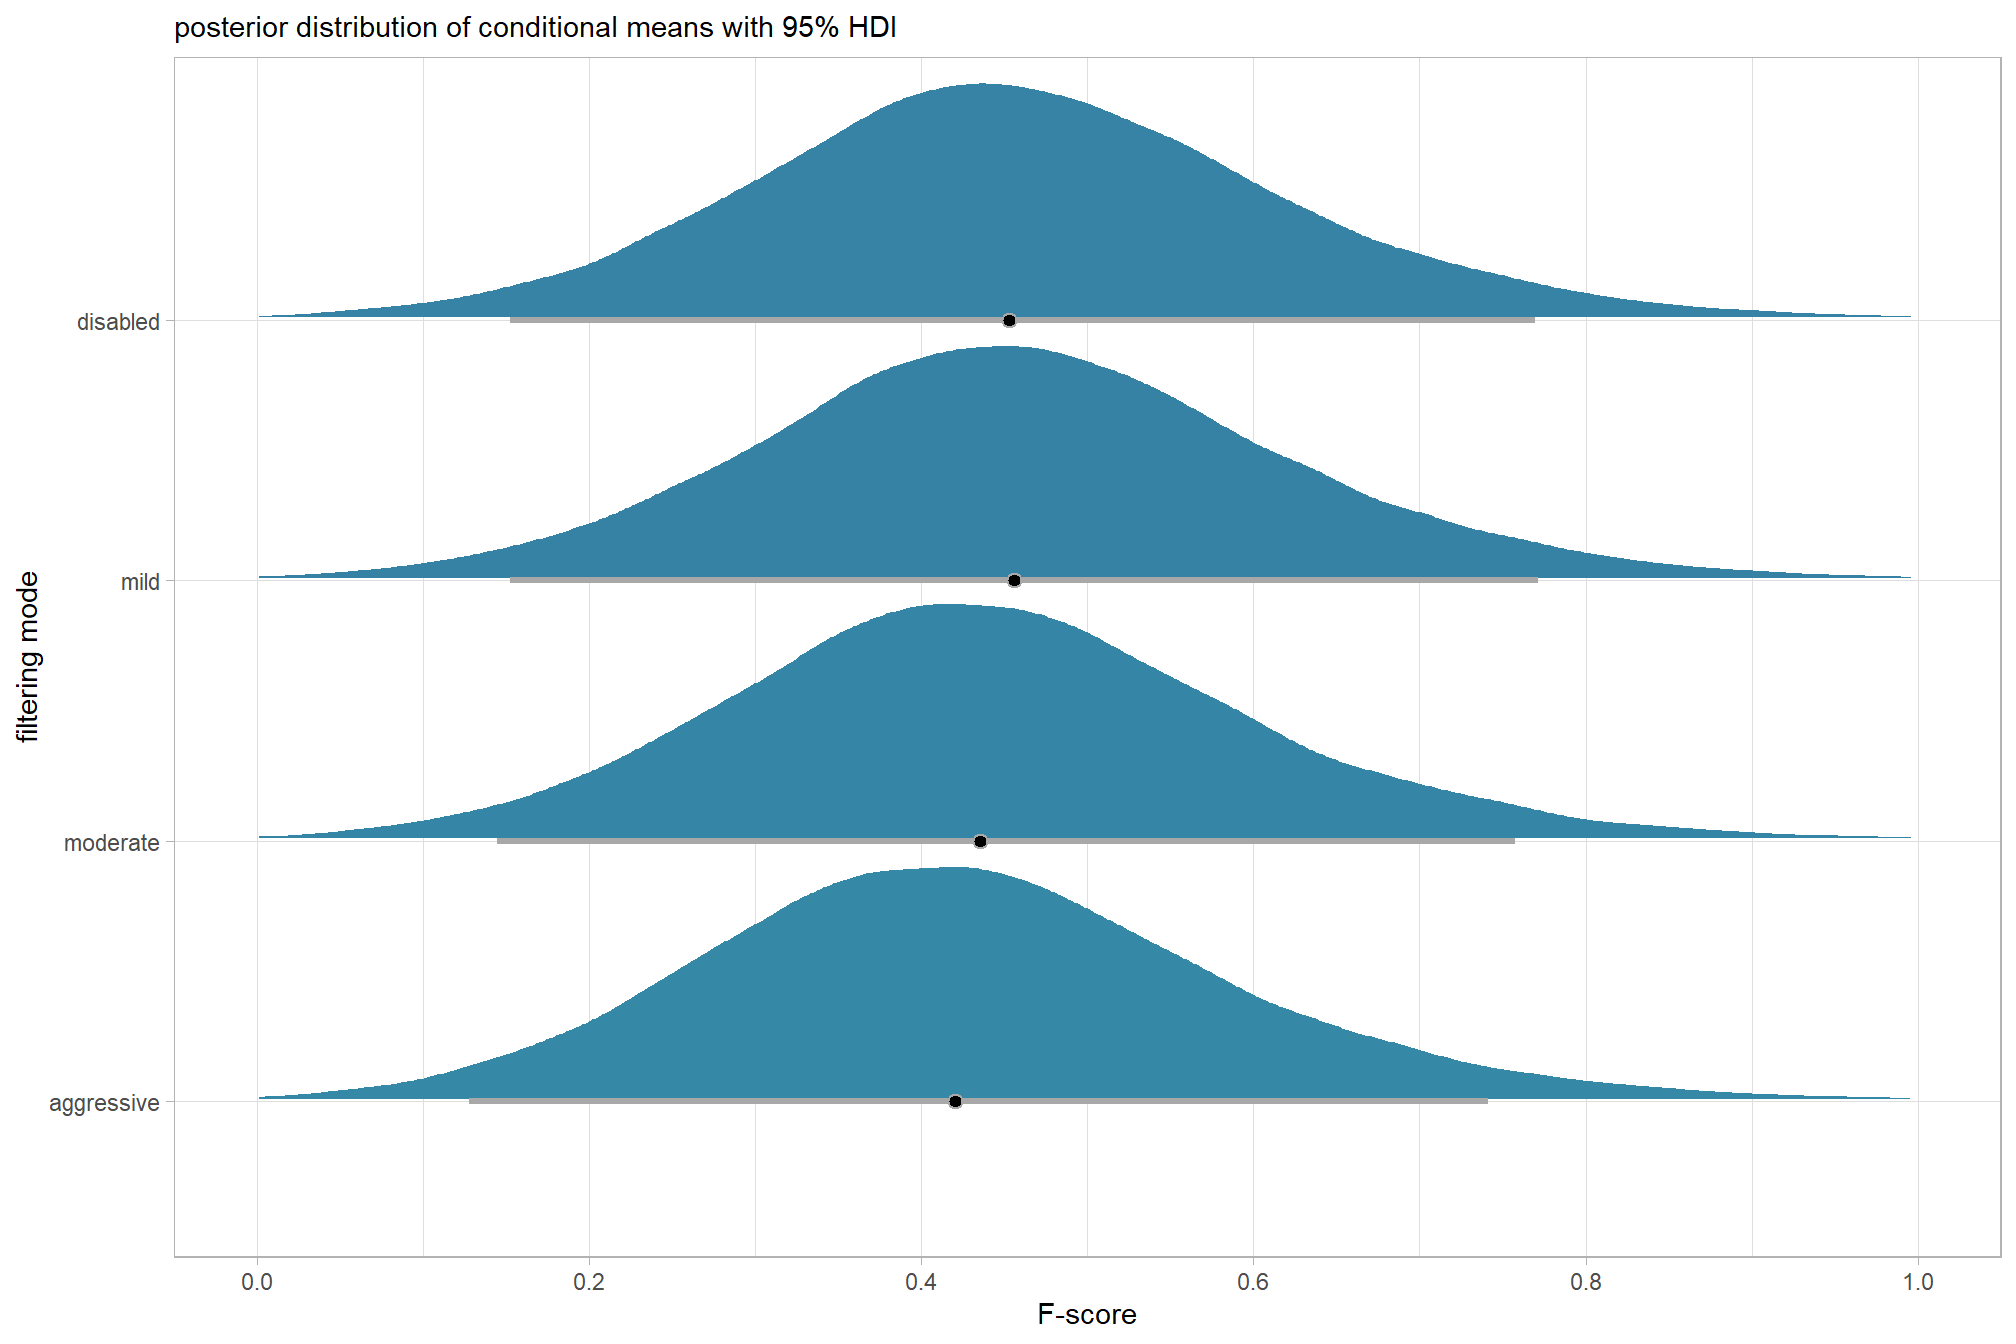 posterior distribution of conditional means with 95% HDI
filtering mode
disabled
mild
moderate
aggressive
0.0 0.2 0.4 0.6 0.8 1.0
F-score